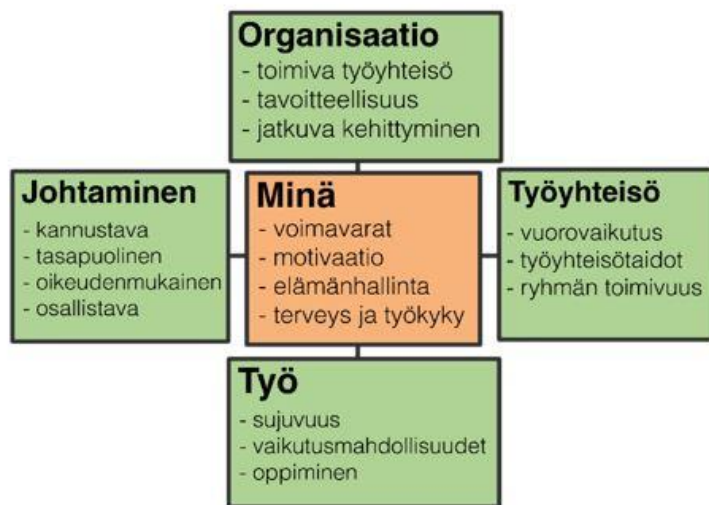 Organisaatio
- toimiva työyhteisö
- tavoitteellisuus
- jatkuva kehittyminen
Johtaminen
- kannustava
- tasapuolinen
- oikeudenmukainen
- osallistava
Minä
- voimavarat
- motivaatio
- elämänhallinta
- terveys ja työkyky
Työyhteisö
- vuorovaikutus
- työyhteisötaidot
- ryhmän toimivuus
Työ
- sujuvuus
- vaikutusmahdollisuudet
- oppiminen